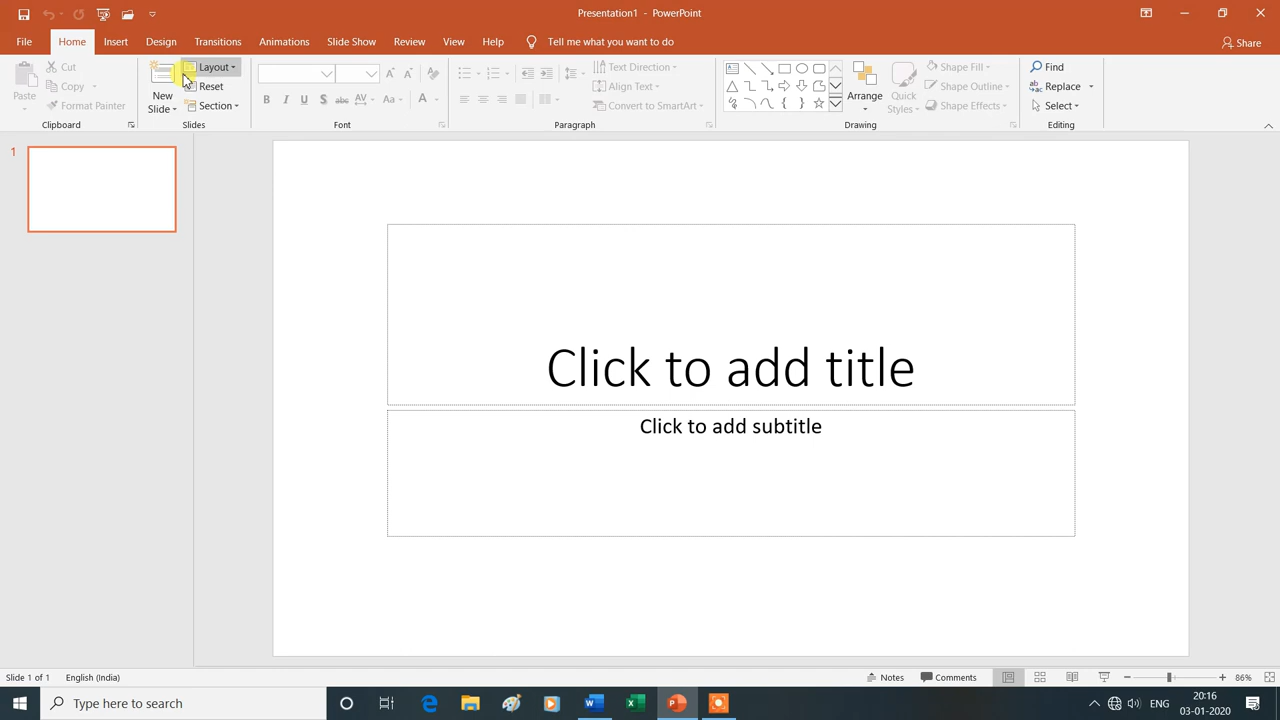 Presentation1 - PowerPoint
File Home Insert Design Transitions Animations Slide Show Review View Help Tell me what you want to do Share
Paste Cut Copy Format Painter Clipboard
New Slide Layout Reset Section Slides
Font
Text Direction Align Text Convert to SmartArt Paragraph
Arrange Quick Styles Shape Fill Shape Outline Shape Effects Drawing
Find Replace Select Editing
1
Click to add title
Click to add subtitle
Slide 1 of 1 English (India) Notes Comments 86%
Type here to search ENG 20:16
03-01-2020